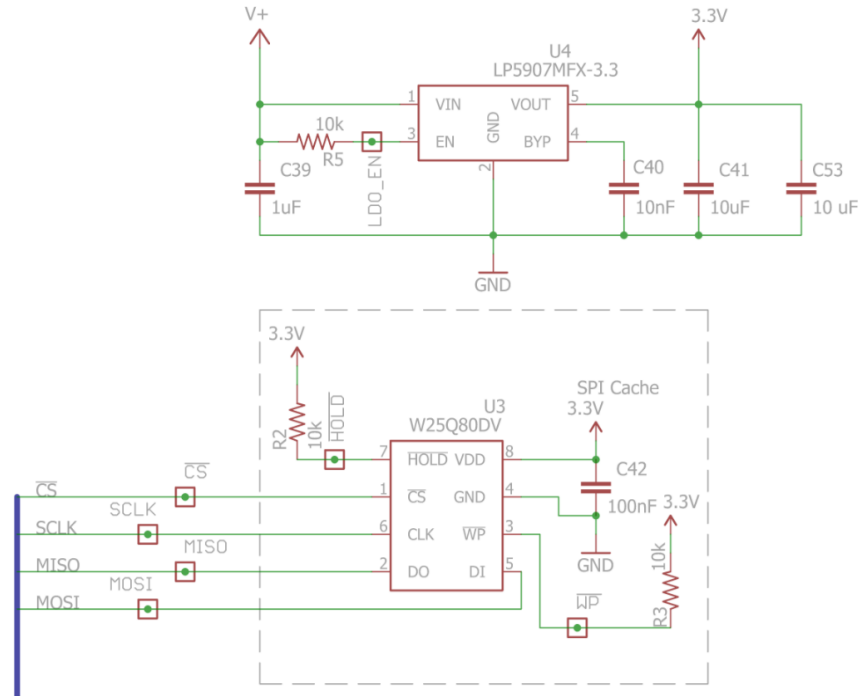 V+
3.3V
U4
LP5907MFX-3.3
1 VIN VOUT 5
10k
3 EN GND BYP 4
R5
2
LDO_EN
C39
1uF
C40
10nF
C41
10uF
C53
10 uF
GND
3.3V
SPI Cache
3.3V
U3
W25Q80DV
R2
10k
HOLD
7 HOLD VDD 8
C42
100nF
3.3V
CS
CS
1 CS GND 4
SCLK
SCLK
6 CLK WP 3
GND
10k
R3
MISO
MISO
2 DO DI 5
MOSI
MOSI
WP